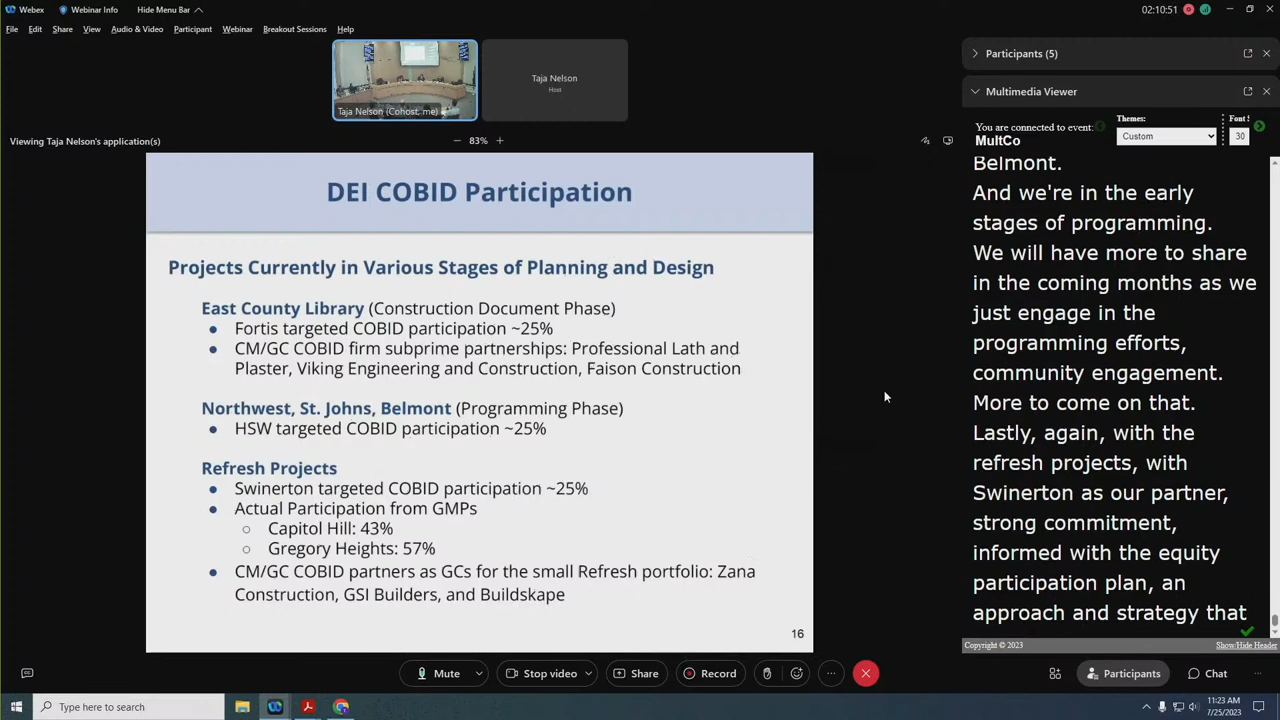 Webex
Webinar Info
Hide Menu Bar
02:10:51
File Edit Share View Audio & Video Participant Webinar Breakout Sessions Help
Taja Nelson (Cohost, me)
Taja Nelson
Host
Viewing Taja Nelson's application(s)
83%
DEI COBID Participation
Projects Currently in Various Stages of Planning and Design
East County Library (Construction Document Phase)
● Fortis targeted COBID participation ~25%
● CM/GC COBID firm subprime partnerships: Professional Lath and
Plaster, Viking Engineering and Construction, Faison Construction
Northwest, St. Johns, Belmont (Programming Phase)
● HSW targeted COBID participation ~25%
Refresh Projects
● Swinerton targeted COBID participation ~25%
● Actual Participation from GMPs
○ Capitol Hill: 43%
○ Gregory Heights: 57%
● CM/GC COBID partners as GCs for the small Refresh portfolio: Zana
Construction, GSI Builders, and Buildskape
16
Participants (5)
Multimedia Viewer
You are connected to event:
MultCo
Themes:
Custom
Font S
30
Belmont.
And we're in the early
stages of programming.
We will have more to share
in the coming months as we
just engage in the
programming efforts,
community engagement.
More to come on that.
Lastly, again, with the
refresh projects, with
Swinerton as our partner,
strong commitment,
informed with the equity
participation plan, an
approach and strategy that
Copyright © 2023
Show/Hide Header
Mute
Stop video
Share
Record
Participants
Chat
Type here to search
11:23 AM
7/25/2023